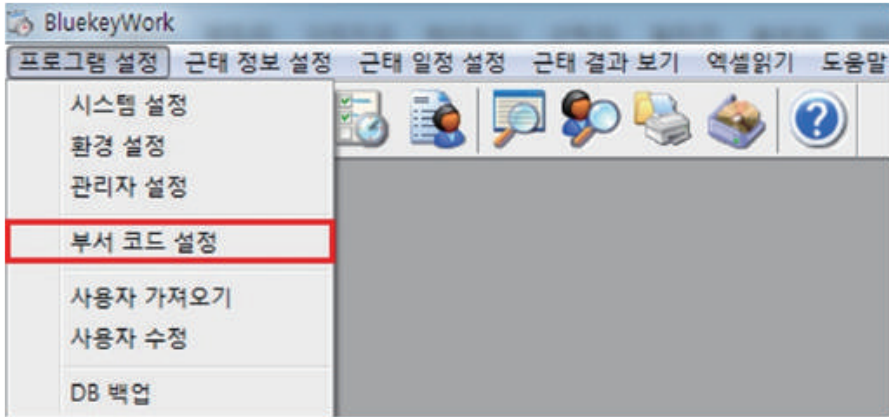 BluekeyWork
프로그램 설정 근태 정보 설정 근태 일정 설정 근태 결과 보기 엑셀읽기 도움말
시스템 설정
환경 설정
관리자 설정
부서 코드 설정
사용자 가져오기
사용자 수정
DB 백업